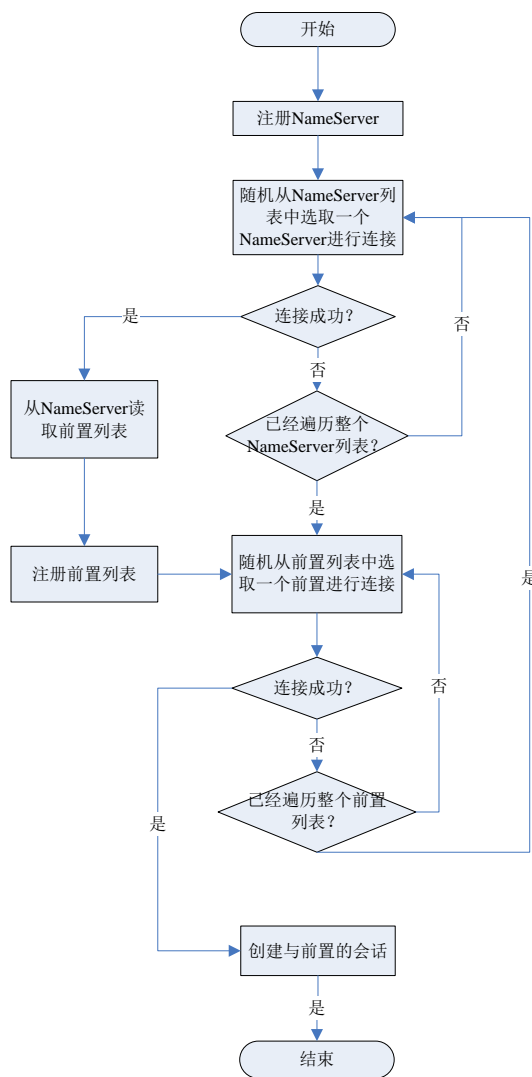 开始
注册NameServer
随机从NameServer列
表中选取一个
NameServer进行连接
是
连接成功?
否
否
从NameServer读
取前置列表
已经遍历整个
NameServer列表?
是
注册前置列表
随机从前置列表中选
取一个前置进行连接
是
连接成功?
否
否
已经遍历整个前置
列表?
是
创建与前置的会话
是
结束